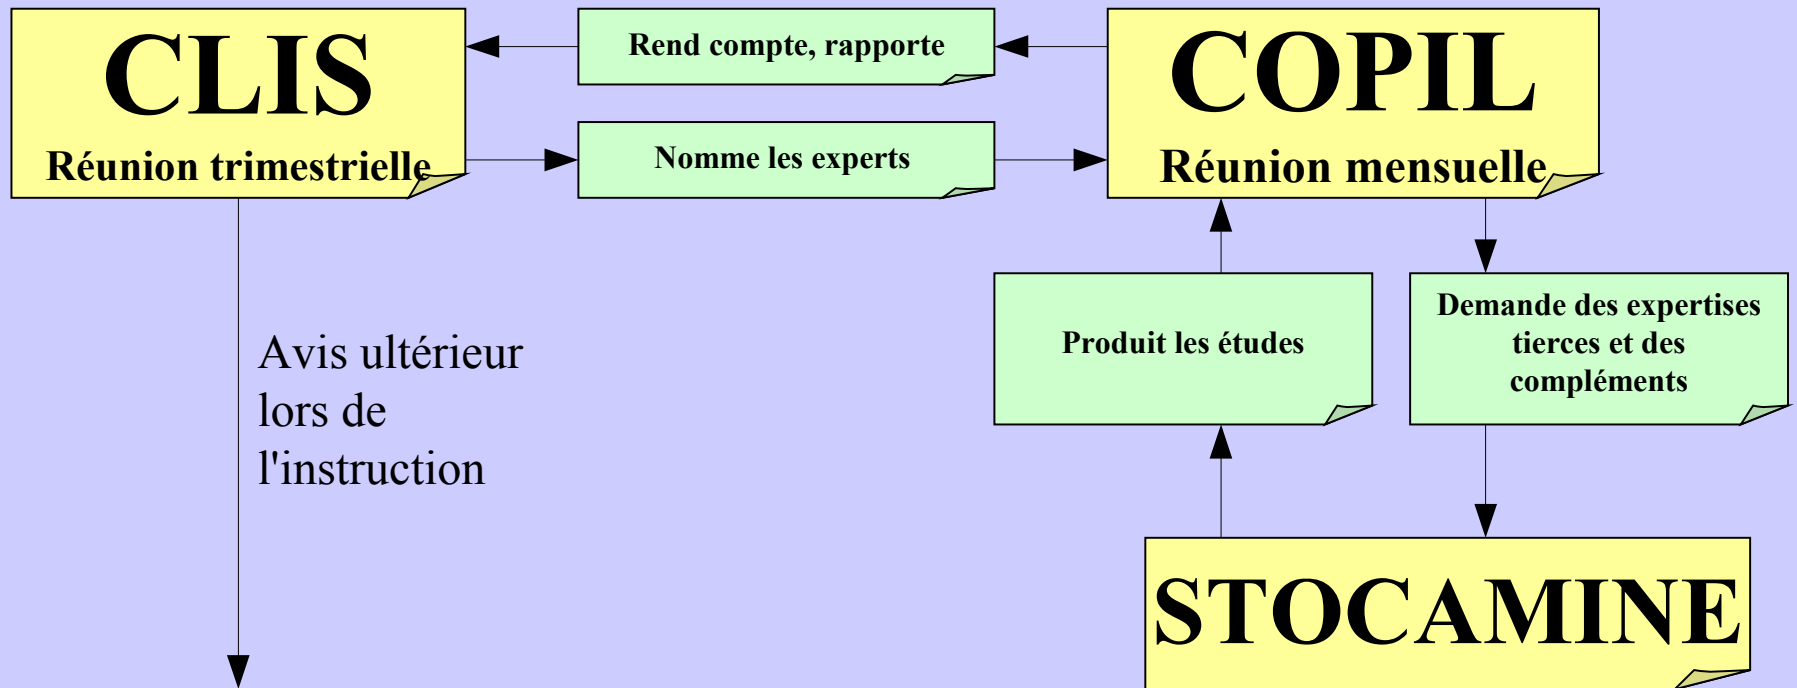 CLIS
Réunion trimestrielle
Rend compte, rapporte
Nomme les experts
COPIL
Réunion mensuelle
Avis ultérieur
lors de
l'instruction
Produit les études
Demande des expertises
tierces et des
compléments
STOCAMINE